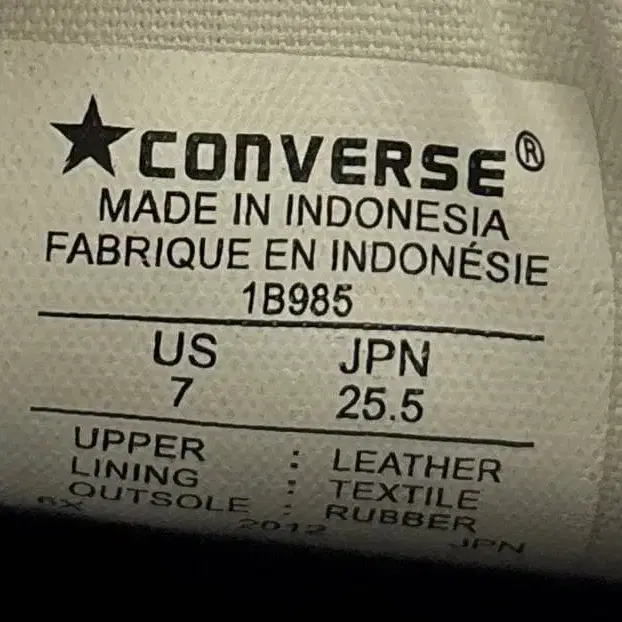 ★CONVERSE®
MADE IN INDONESIA
FABRIQUE EN INDONÉSIE
1B985
US JPN
7 25.5
UPPER : LEATHER
LINING : TEXTILE
OUTSOLE : RUBBER
2012 JPN